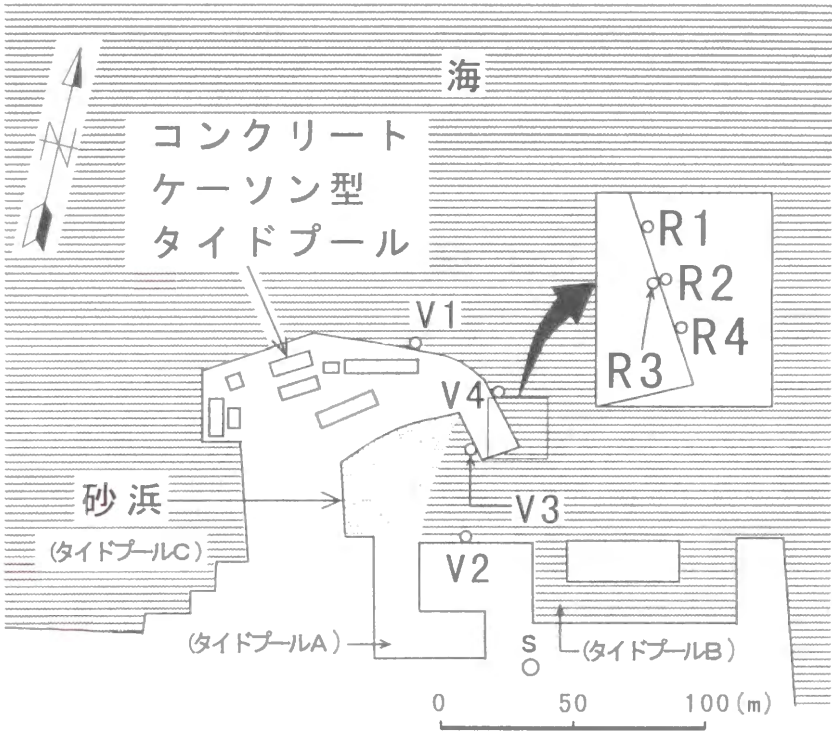 海
N
コンクリート
ケーソン型
タイドプール
V1
R1
R2
R4
R3
V4
砂浜
V3
(タイドプールC)
V2
(タイドプールA)
S
(タイドプールB)
0 50 100(m)